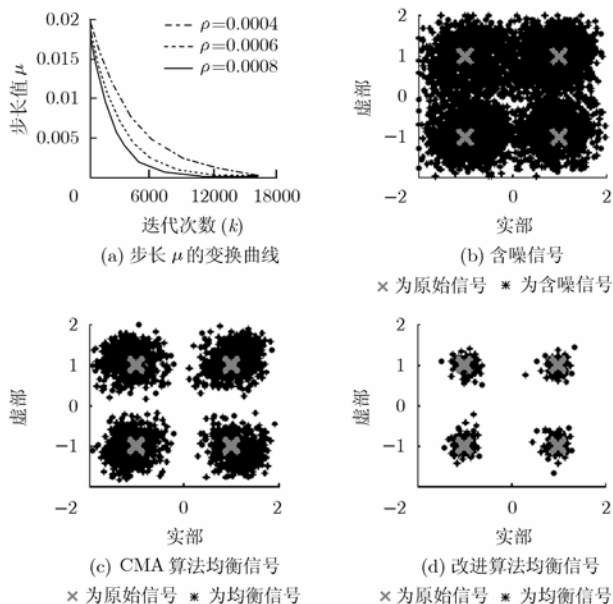 0.02
0.015
0.01
0.005
0
步长值 μ
ρ=0.0004
ρ=0.0006
ρ=0.0008
6000 12000 18000
迭代次数 (k)
(a) 步长 μ 的变换曲线
2
1
0
-1
虚部
-2 0 2
实部
(b) 含噪信号
× 为原始信号 * 为含噪信号
2
1
0
-1
虚部
-2 0 2
实部
(c) CMA 算法均衡信号
× 为原始信号 * 为均衡信号
2
1
0
-1
虚部
-2 0 2
实部
(d) 改进算法均衡信号
× 为原始信号 * 为均衡信号